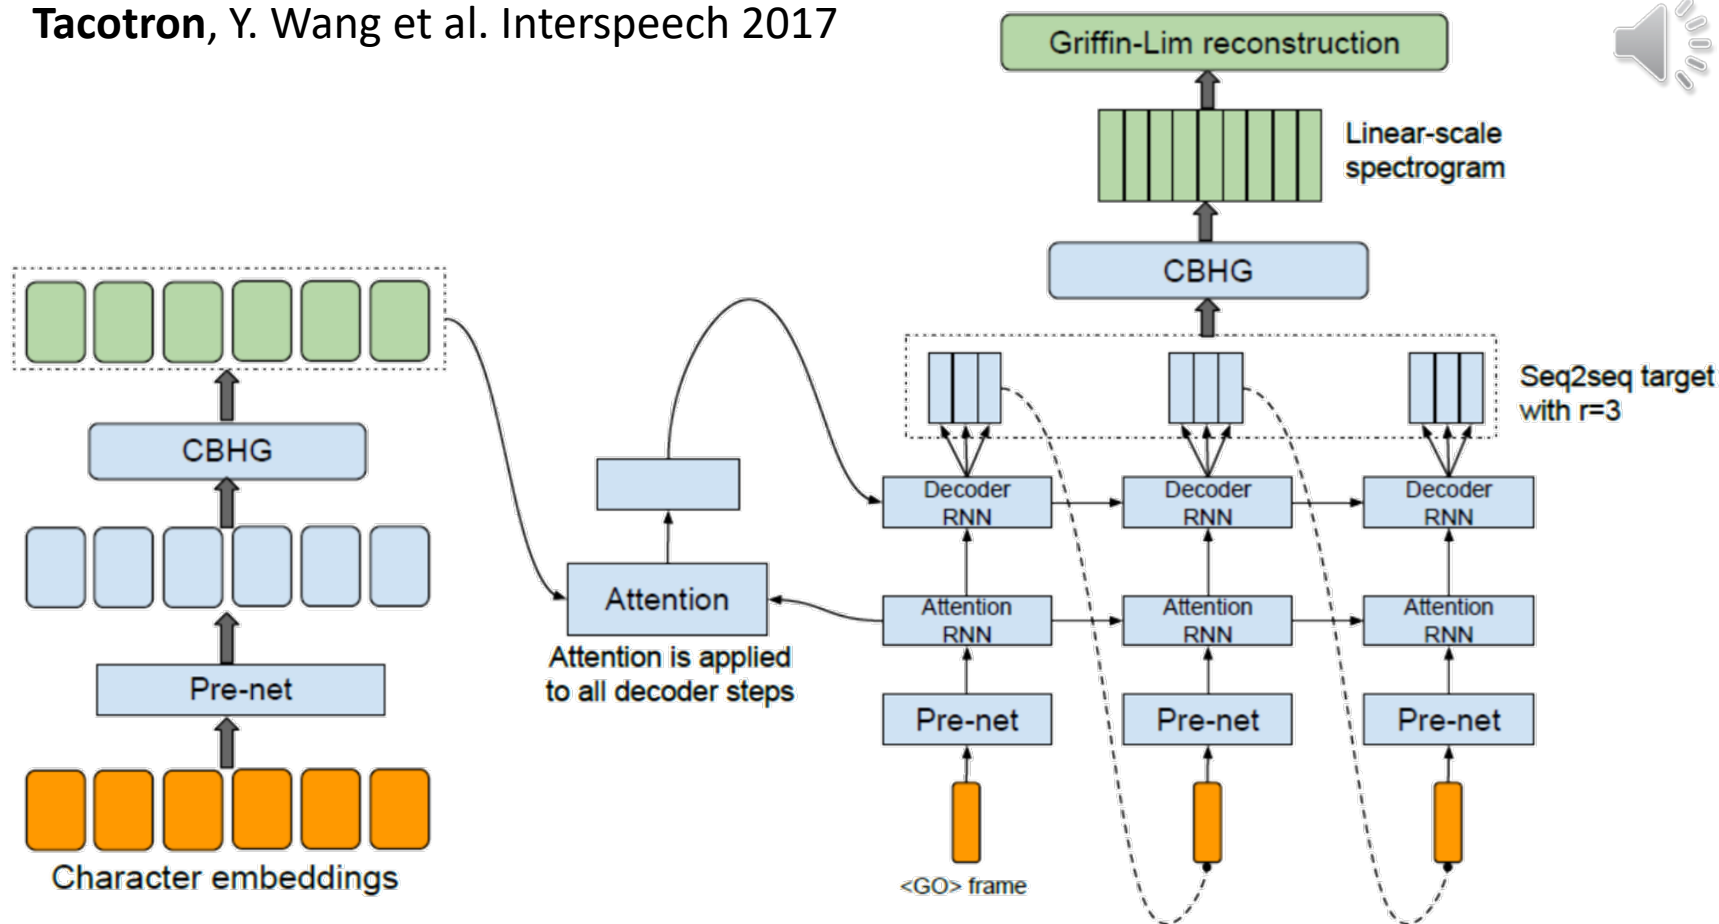 Tacotron, Y. Wang et al. Interspeech 2017
Griffin-Lim reconstruction
Linear-scale
spectrogram
CBHG
Seq2seq target
with r=3
CBHG
Decoder
RNN
Decoder
RNN
Decoder
RNN
Attention
Attention is applied
to all decoder steps
Attention
RNN
Attention
RNN
Attention
RNN
Pre-net
Pre-net
Pre-net
Pre-net
Character embeddings
<GO> frame